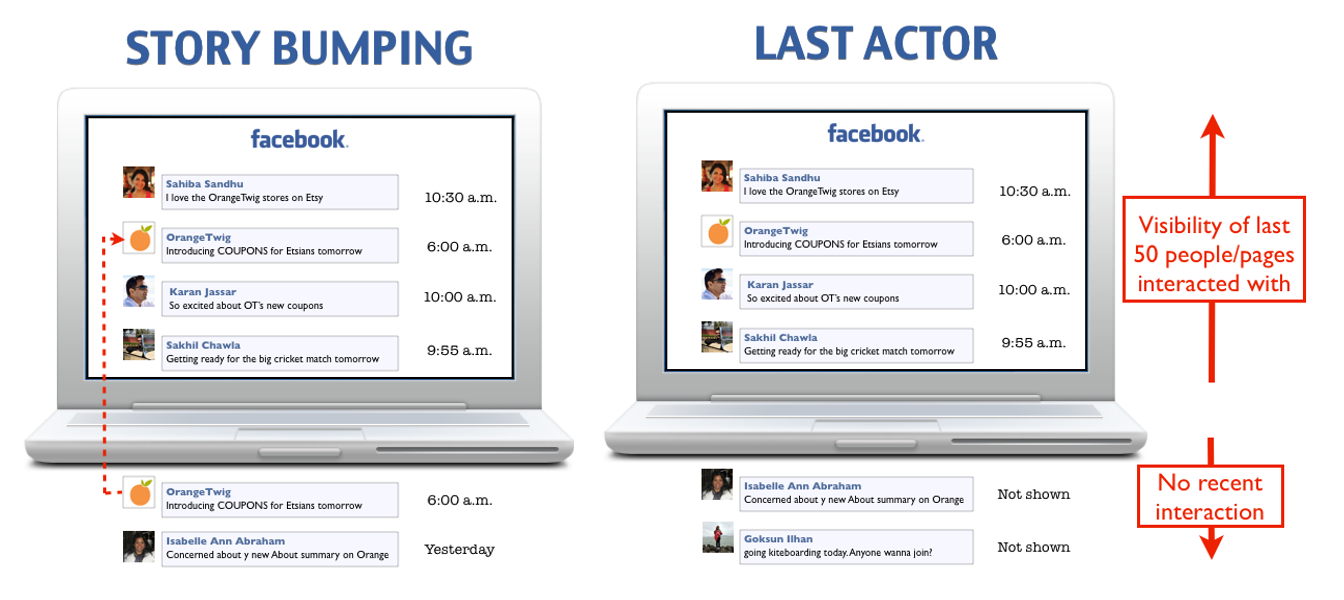 STORY BUMPING
facebook.
Sahiba Sandhu
I love the OrangeTwig stores on Etsy
10:30 a.m.
OrangeTwig
Introducing COUPONS for Etsians tomorrow
6:00 a.m.
Karan Jassar
So excited about OT's new coupons
10:00 a.m.
Sakhil Chawla
Getting ready for the big cricket match tomorrow
9:55 a.m.
OrangeTwig
Introducing COUPONS for Etsians tomorrow
6:00 a.m.
Isabelle Ann Abraham
Concerned about y new About summary on Orange
Yesterday
LAST ACTOR
facebook.
Sahiba Sandhu
I love the OrangeTwig stores on Etsy
10:30 a.m.
OrangeTwig
Introducing COUPONS for Etsians tomorrow
6:00 a.m.
Karan Jassar
So excited about OT's new coupons
10:00 a.m.
Sakhil Chawla
Getting ready for the big cricket match tomorrow
9:55 a.m.
Isabelle Ann Abraham
Concerned about y new About summary on Orange
Not shown
Goksun Ilhan
going kiteboarding today. Anyone wanna join?
Not shown
Visibility of last
50 people/pages
interacted with
No recent
interaction